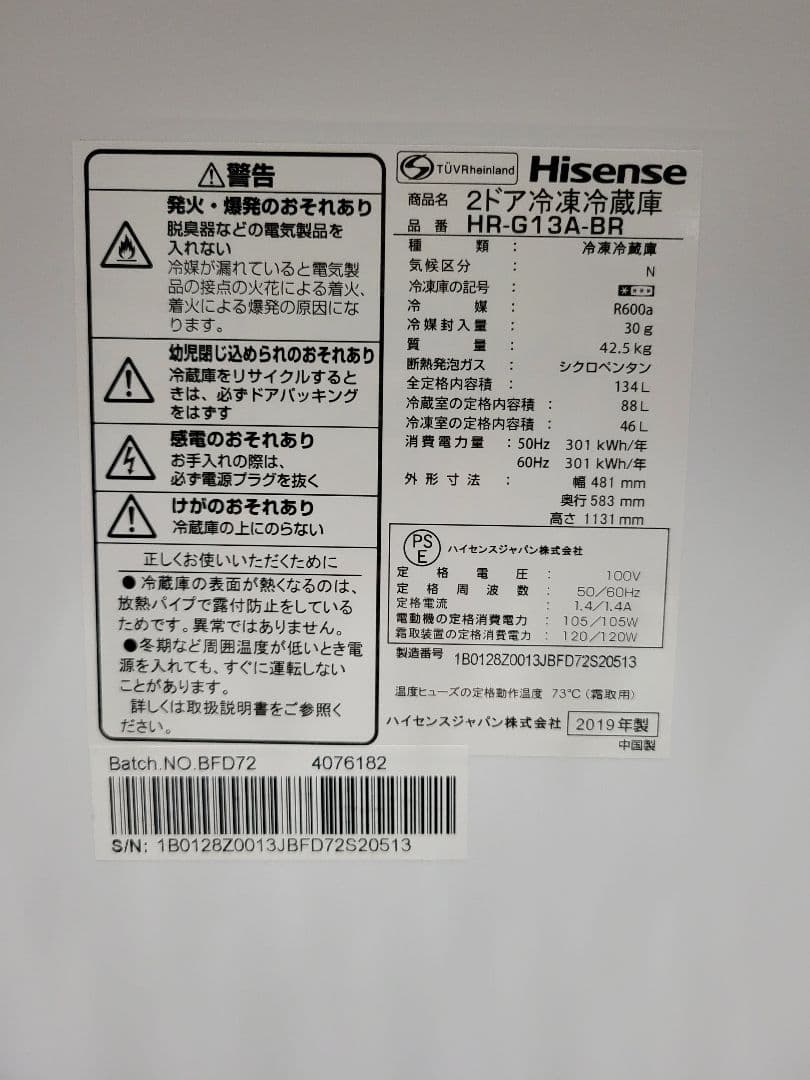 警告
発火・爆発のおそれあり
脱臭器などの電気製品を
入れない
冷媒が漏れていると電気製
品の接点の火花による着火、
着火による爆発の原因にな
ります。
幼児閉じ込められのおそれあり
冷蔵庫をリサイクルすると
きは、必ずドアパッキング
をはずす
感電のおそれあり
お手入れの際は、
必ず電源プラグを抜く
けがのおそれあり
冷蔵庫の上にのらない
正しくお使いいただくために
●冷蔵庫の表面が熱くなるのは、
放熱パイプで露付防止をしている
ためです。異常ではありません。
●冬期など周囲温度が低いとき電
源を入れても、すぐに運転しない
ことがあります。
詳しくは取扱説明書をご参照く
ださい。
TÜVRheinland Hisense
商品名 2ドア冷凍冷蔵庫
品番 HR-G13A-BR
種類 : 冷凍冷蔵庫
気候区分 : N
冷凍庫の記号 : ****
冷媒 : R600a
冷媒封入量 : 30 g
質量 : 42.5 kg
断熱発泡ガス : シクロペンタン
全定格内容積 : 134 L
冷蔵室の定格内容積 : 88 L
冷凍室の定格内容積 : 46 L
消費電力量 : 50Hz 301 kWh/年
60Hz 301 kWh/年
外形寸法 : 幅 481 mm
奥行 583 mm
高さ 1131 mm
PS
E ハイセンスジャパン株式会社
定格電圧 : 100V
定格周波数 : 50/60Hz
定格電流 : 1.4/1.4A
電動機の定格消費電力 : 105/105W
霜取装置の定格消費電力 : 120/120W
製造番号 1B0128Z0013JBFD72S20513
温度ヒューズの定格動作温度 73℃(霜取用)
ハイセンスジャパン株式会社 2019年製
中国製
Batch.NO.BFD72 4076182
S/N: 1B0128Z0013JBFD72S20513